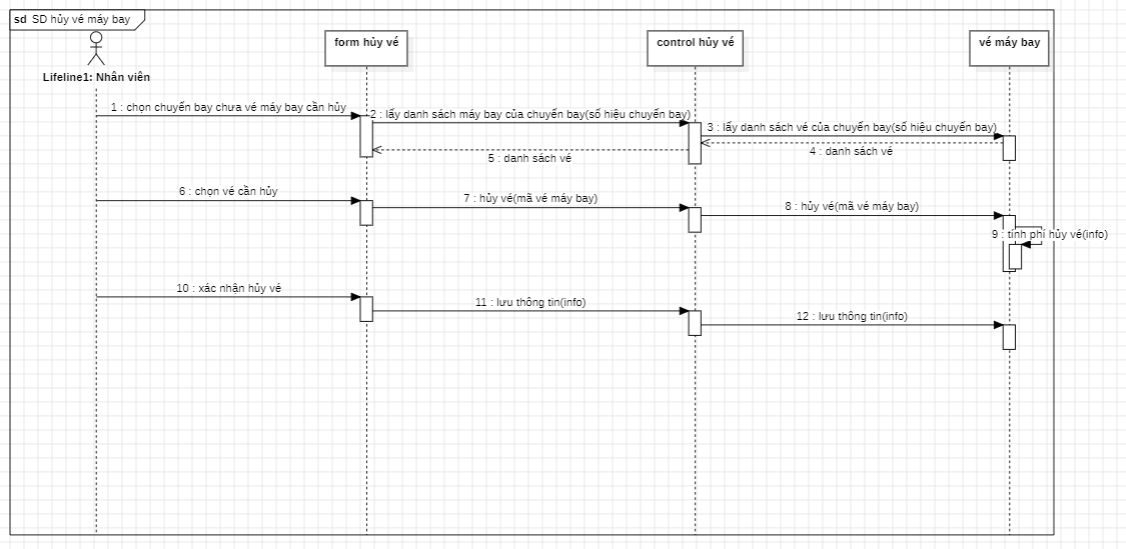 sd SD hủy vé máy bay
form hủy vé
control hủy vé
vé máy bay
Lifeline1: Nhân viên
1 : chọn chuyến bay chưa vé máy bay cần hủy
2 : lấy danh sách máy bay của chuyến bay(số hiệu chuyến bay)
3 : lấy danh sách vé của chuyến bay(số hiệu chuyến bay)
4 : danh sách vé
5 : danh sách vé
6 : chọn vé cần hủy
7 : hủy vé(mã vé máy bay)
8 : hủy vé(mã vé máy bay)
9 : tính phí hủy vé(info)
10 : xác nhận hủy vé
11 : lưu thông tin(info)
12 : lưu thông tin(info)